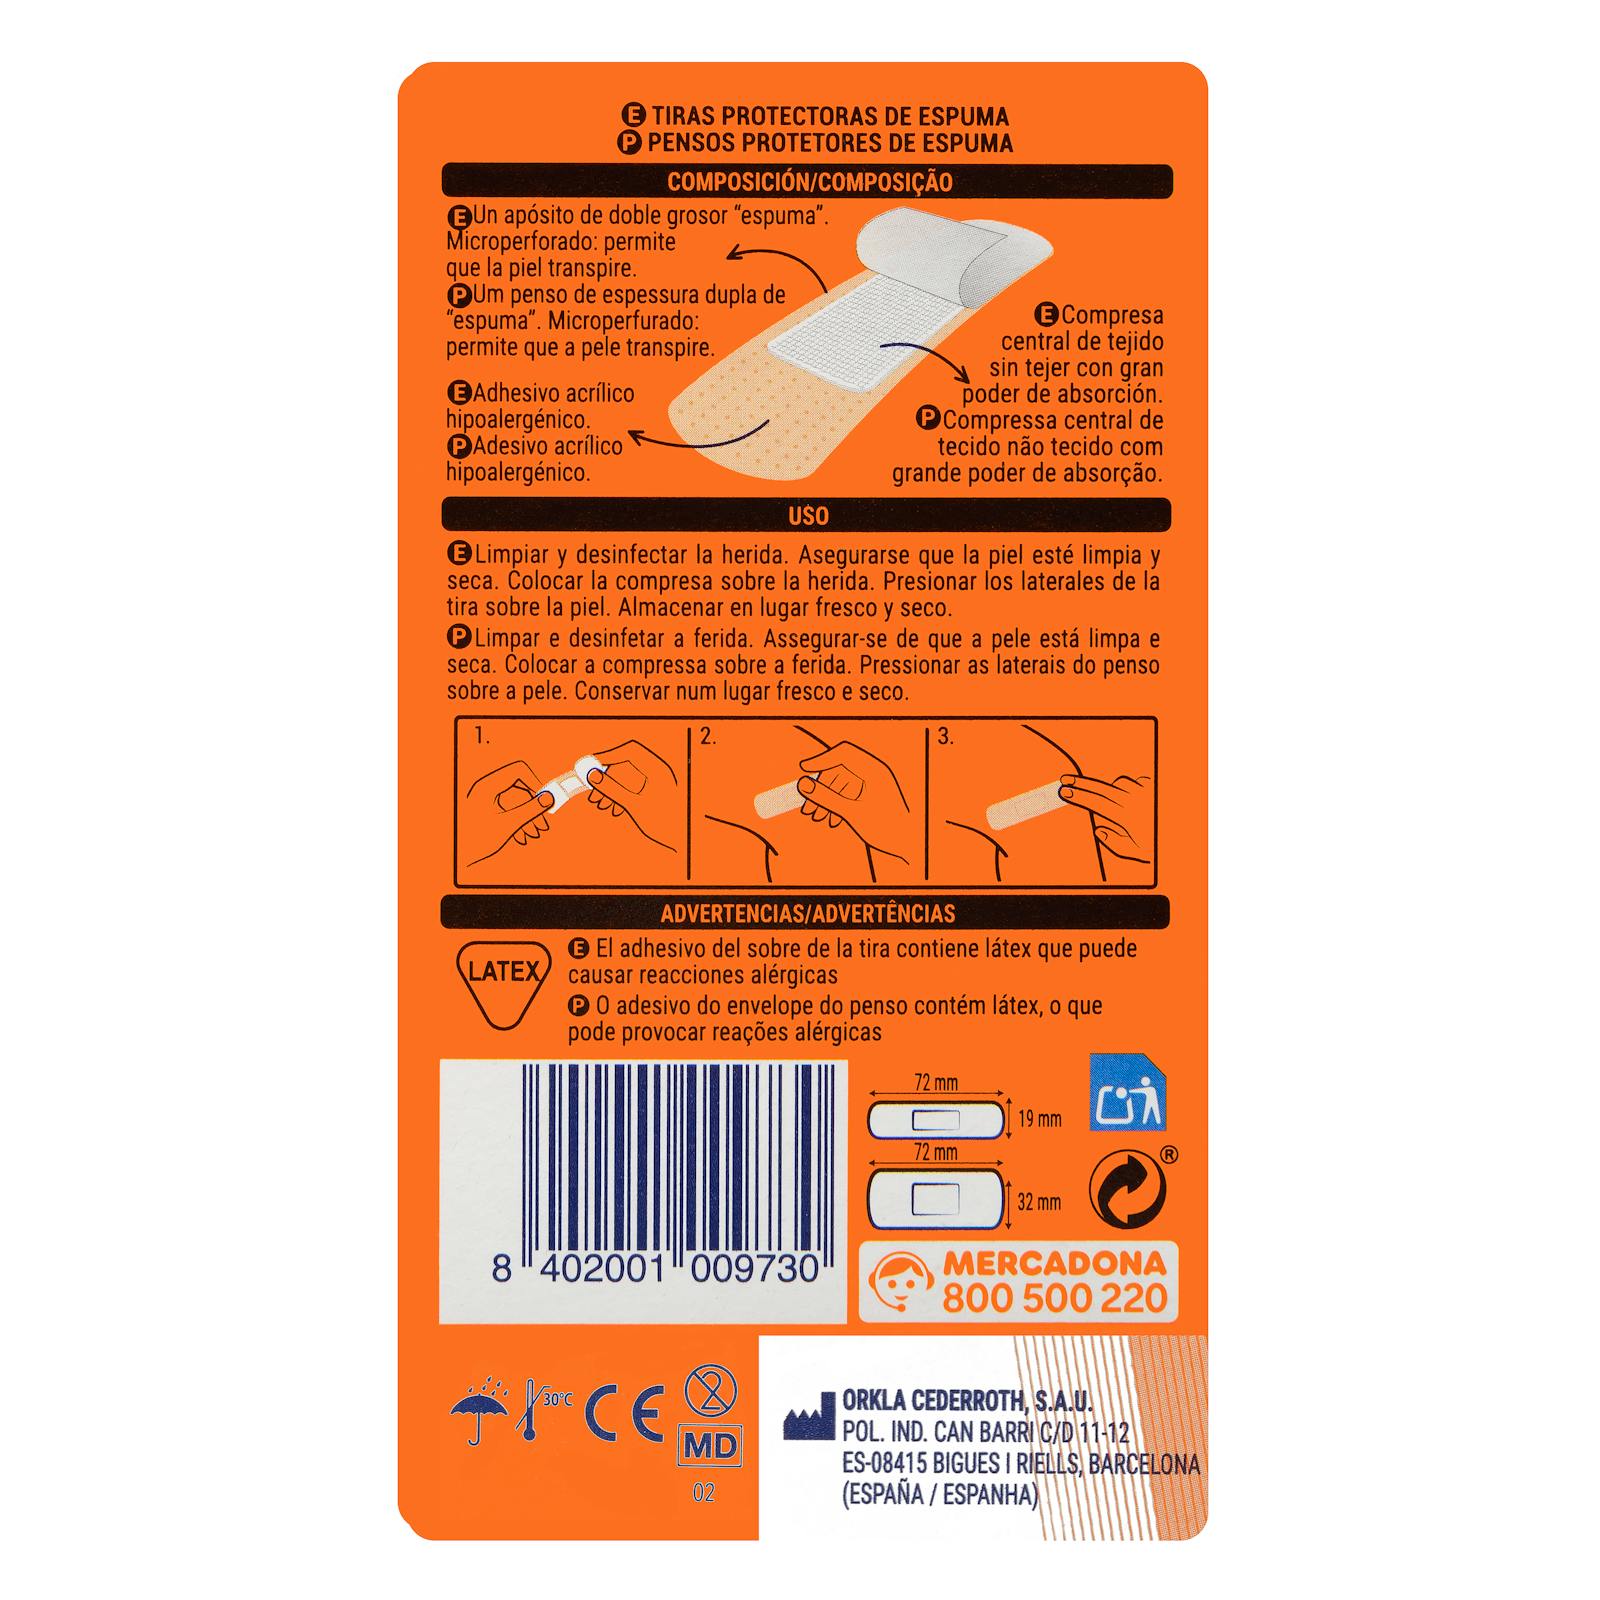 E TIRAS PROTECTORAS DE ESPUMA
P PENSOS PROTETORES DE ESPUMA
COMPOSICIÓN/COMPOSIÇÃO
E Un apósito de doble grosor “espuma”.
Microperforado: permite
que la piel transpire.
P Um penso de espessura dupla de
“espuma”. Microperfurado:
permite que a pele transpire.
E Adhesivo acrílico
hipoalergénico.
P Adesivo acrílico
hipoalergénico.
E Compresa
central de tejido
sin tejer con gran
poder de absorción.
P Compressa central de
tecido não tecido com
grande poder de absorção.
USO
E Limpiar y desinfectar la herida. Asegurarse que la piel esté limpia y
seca. Colocar la compresa sobre la herida. Presionar los laterales de la
tira sobre la piel. Almacenar en lugar fresco y seco.
P Limpar e desinfetar a ferida. Assegurar-se de que a pele está limpa e
seca. Colocar a compressa sobre a ferida. Pressionar as laterais do penso
sobre a pele. Conservar num lugar fresco e seco.
1.
2.
3.
ADVERTENCIAS/ADVERTÊNCIAS
LATEX
E El adhesivo del sobre de la tira contiene látex que puede
causar reacciones alérgicas
P O adesivo do envelope do penso contém látex, o que
pode provocar reações alérgicas
8 402001 009730
72 mm
19 mm
72 mm
32 mm
®
MERCADONA
800 500 220
30°C
CE
2
MD
02
ORKLA CEDERROTH, S.A.U.
POL. IND. CAN BARRI C/D 11-12
ES-08415 BIGUES I RIELLS, BARCELONA
(ESPAÑA / ESPANHA)